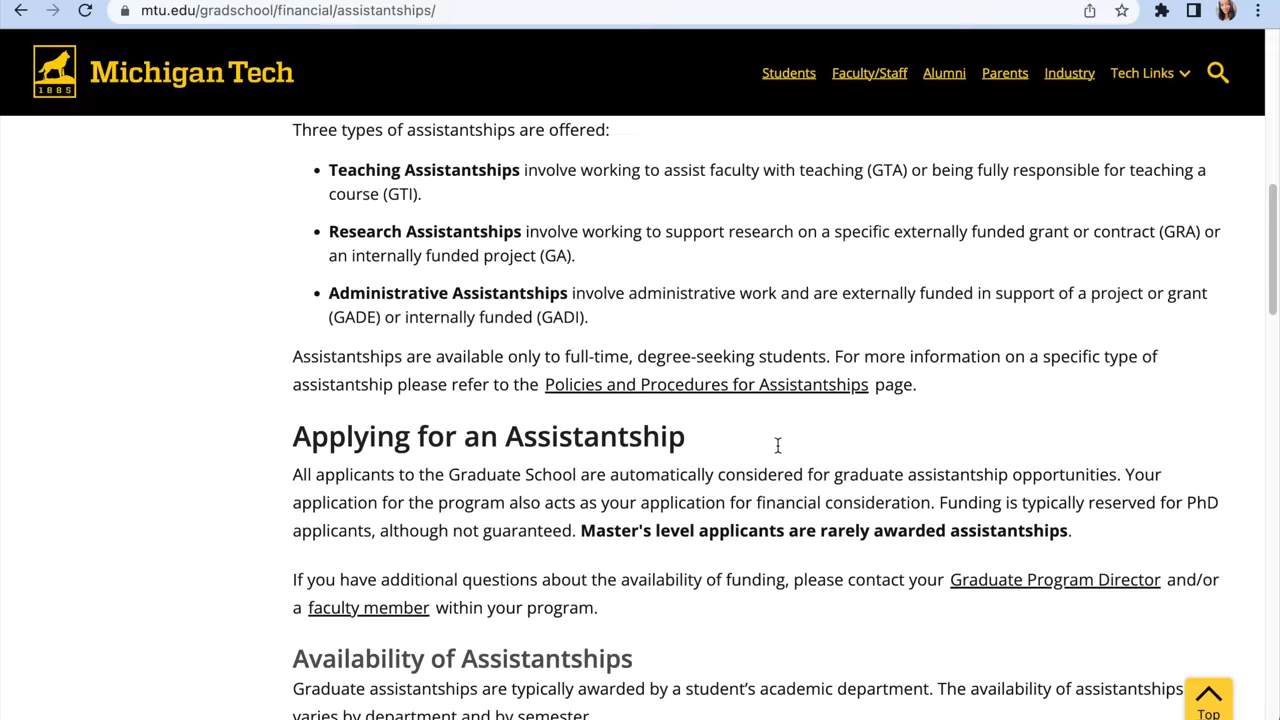 mtu.edu/gradschool/financial/assistantships/
1885
Michigan Tech
Students
Faculty/Staff
Alumni
Parents
Industry
Tech Links
Three types of assistantships are offered:
• Teaching Assistantships involve working to assist faculty with teaching (GTA) or being fully responsible for teaching a
course (GTI).
• Research Assistantships involve working to support research on a specific externally funded grant or contract (GRA) or
an internally funded project (GA).
• Administrative Assistantships involve administrative work and are externally funded in support of a project or grant
(GADE) or internally funded (GADI).
Assistantships are available only to full-time, degree-seeking students. For more information on a specific type of
assistantship please refer to the Policies and Procedures for Assistantships page.
Applying for an Assistantship
All applicants to the Graduate School are automatically considered for graduate assistantship opportunities. Your
application for the program also acts as your application for financial consideration. Funding is typically reserved for PhD
applicants, although not guaranteed. Master's level applicants are rarely awarded assistantships.
If you have additional questions about the availability of funding, please contact your Graduate Program Director and/or
a faculty member within your program.
Availability of Assistantships
Graduate assistantships are typically awarded by a student’s academic department. The availability of assistantships
varies by department and by semester.
Top